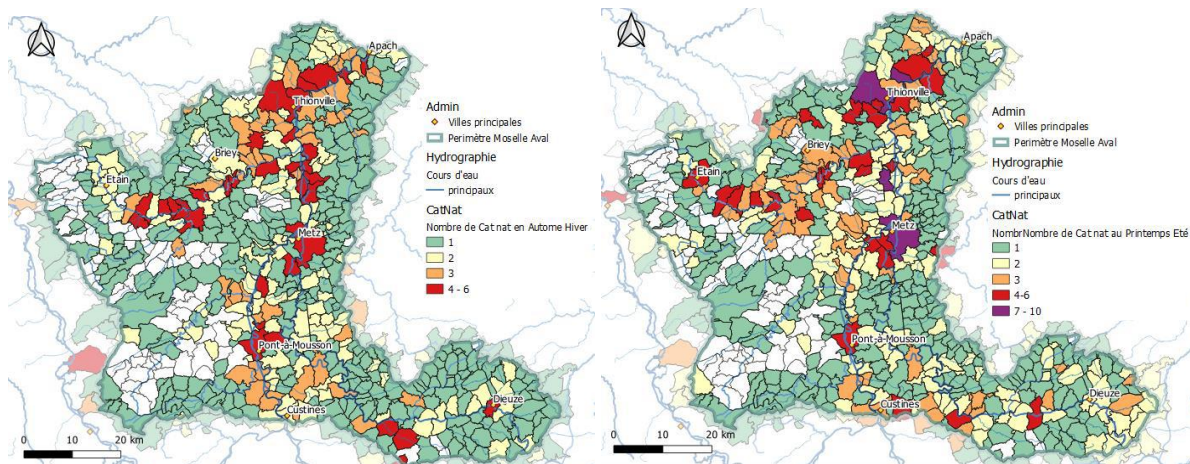 Apach
Thionville
Briey
Etain
Metz
Pont-à-Mousson
Custines
Dieuze
Admin
Villes principales
Perimètre Moselle Aval
Hydrographie
Cours d'eau
principaux
CatNat
Nombre de Cat nat en Autome Hiver
1
2
3
4 - 6
0 10 20 km
Apach
Thionville
Briey
Etain
Metz
Pont-à-Mousson
Custines
Dieuze
Admin
Villes principales
Perimètre Moselle Aval
Hydrographie
Cours d'eau
principaux
CatNat
NombrNombre de Cat nat au Printemps Eté
1
2
3
4-6
7 - 10
0 10 20 km